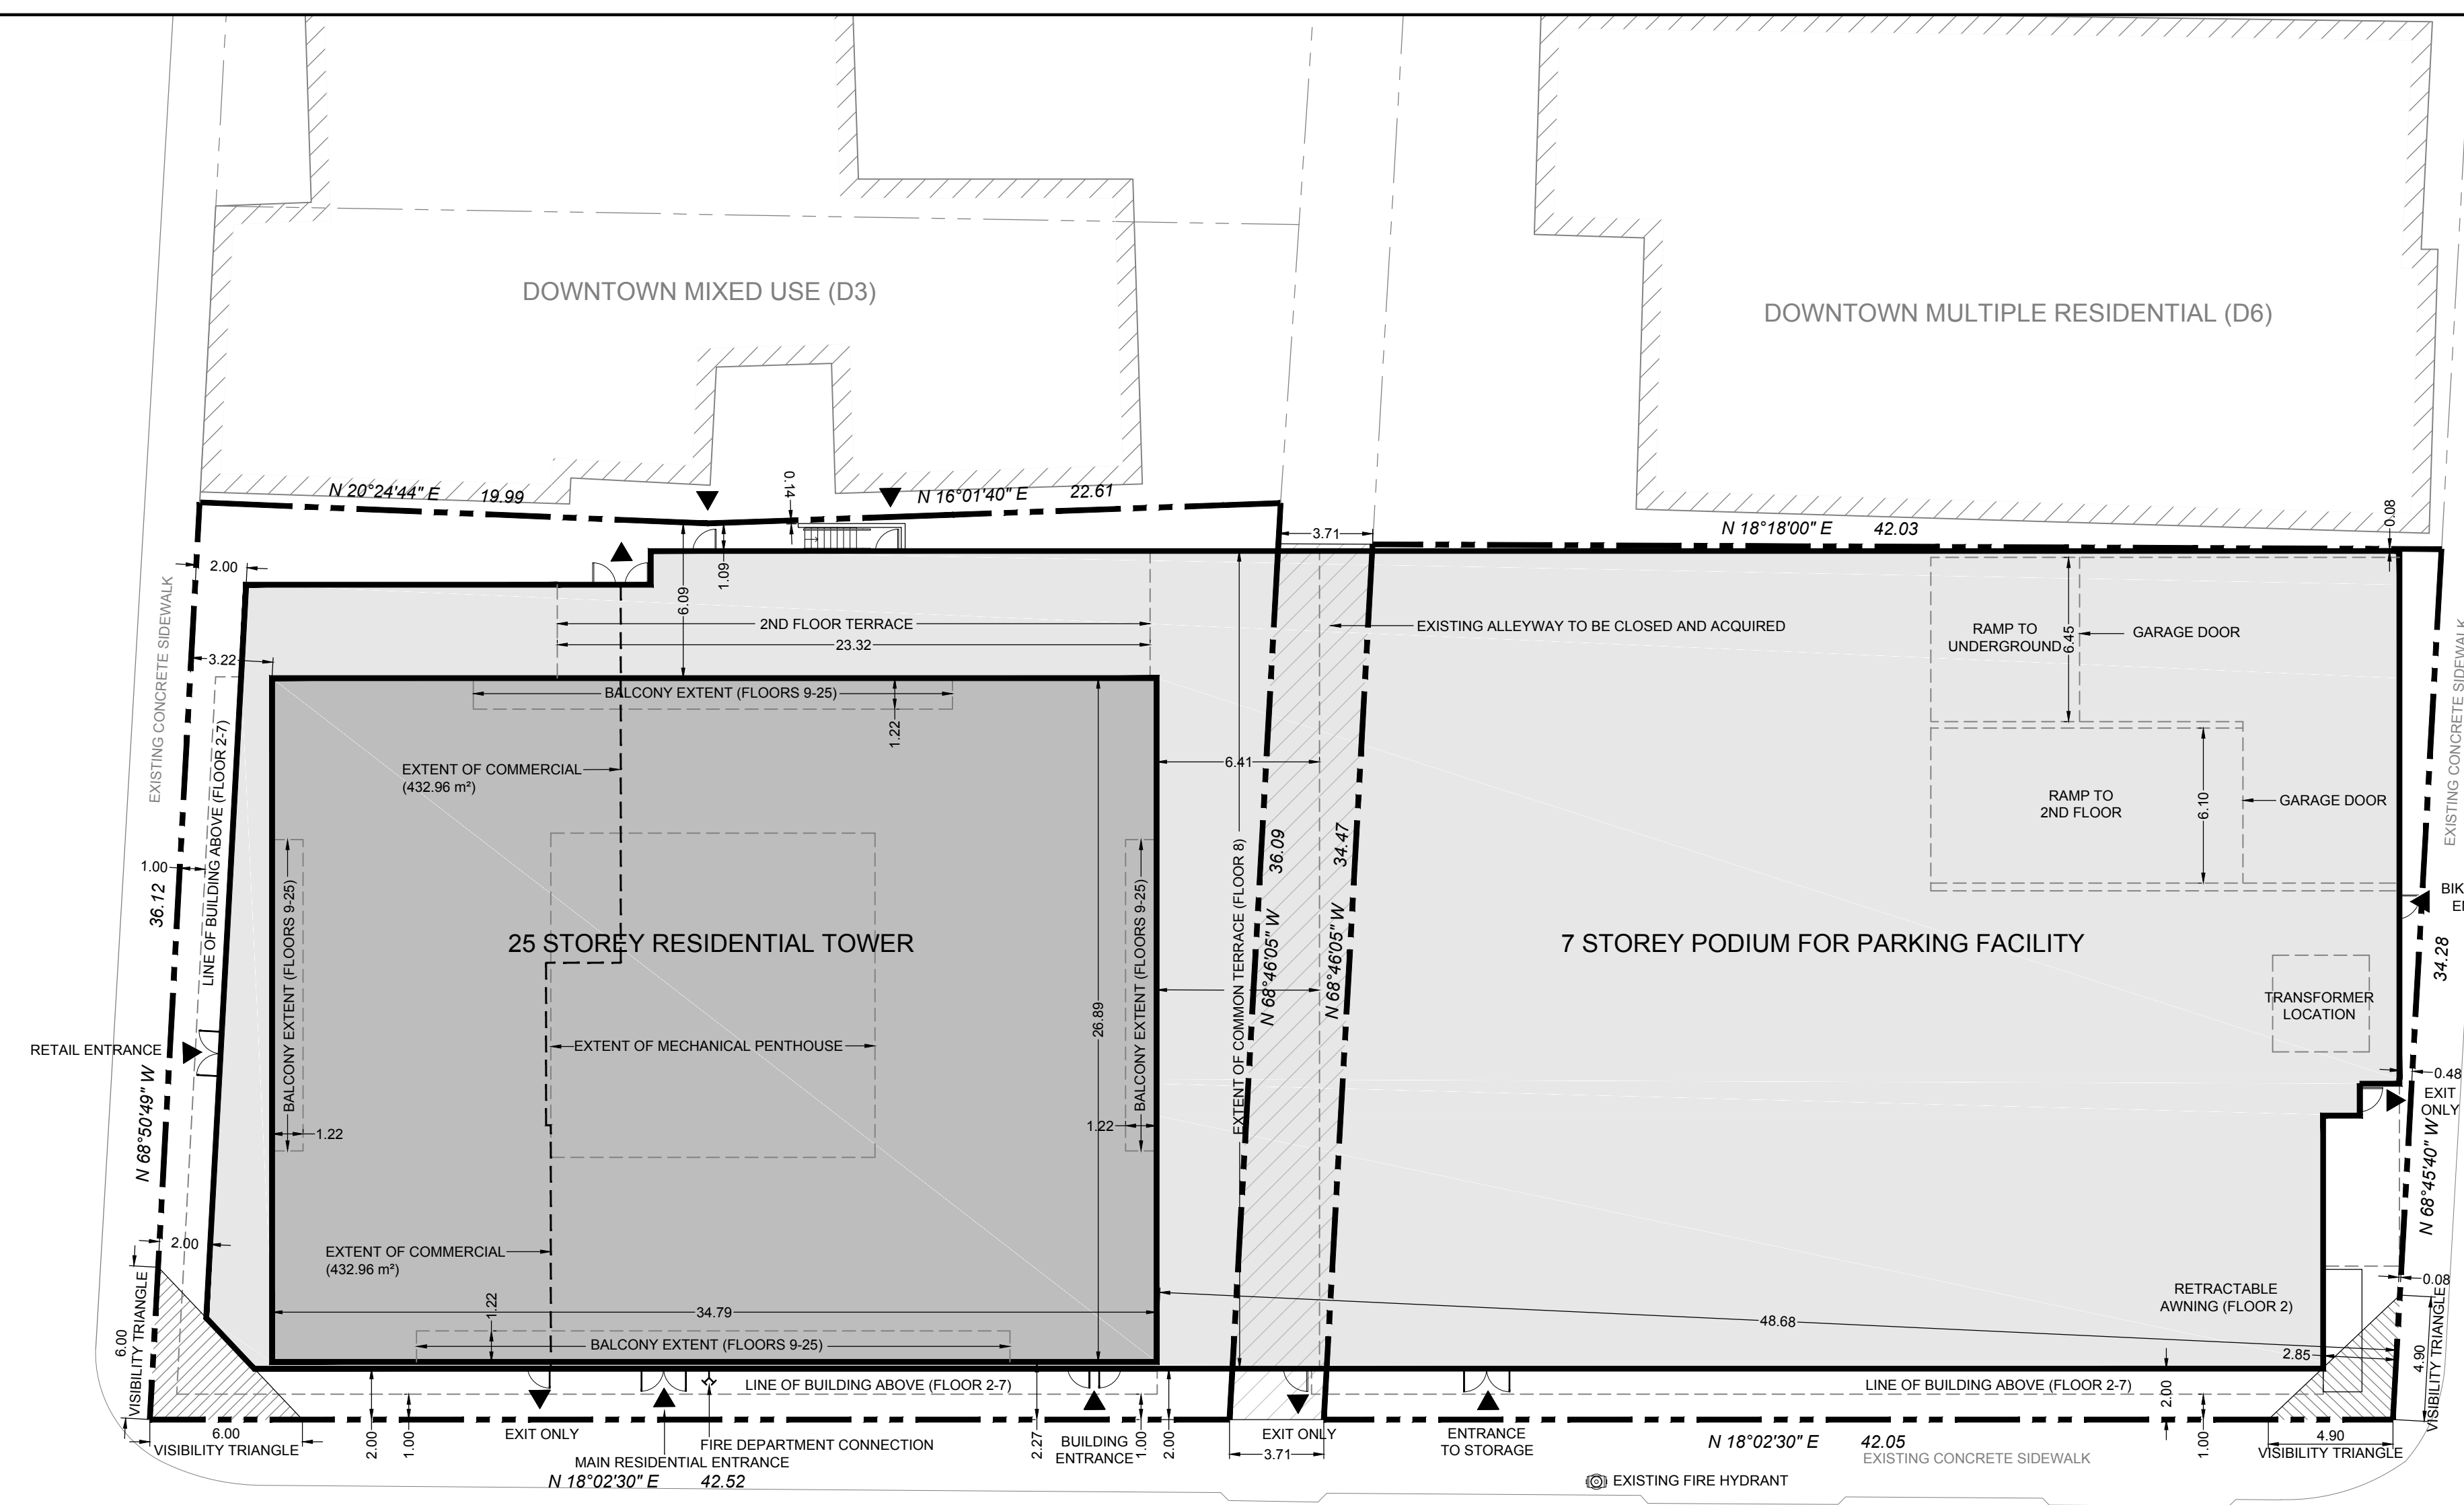 DOWNTOWN MIXED USE (D3)
DOWNTOWN MULTIPLE RESIDENTIAL (D6)
N 20°24'44" E 19.99
0.14
N 16°01'40" E 22.61
3.71
N 18°18'00" E 42.03
0.08
2.00
1.09
6.09
EXISTING CONCRETE SIDEWALK
2ND FLOOR TERRACE
23.32
EXISTING ALLEYWAY TO BE CLOSED AND ACQUIRED
RAMP TO
UNDERGROUND
6.45
GARAGE DOOR
EXISTING CONCRETE SIDEWALK
3.22
BALCONY EXTENT (FLOORS 9-25)
1.22
LINE OF BUILDING ABOVE (FLOOR 2-7)
EXTENT OF COMMERCIAL
(432.96 m²)
6.41
RAMP TO
2ND FLOOR
6.10
GARAGE DOOR
1.00
36.12
N 68°50'49" W
BALCONY EXTENT (FLOORS 9-25)
1.22
25 STOREY RESIDENTIAL TOWER
EXTENT OF MECHANICAL PENTHOUSE
26.89
BALCONY EXTENT (FLOORS 9-25)
1.22
EXTENT OF COMMON TERRACE (FLOOR 8)
36.09
N 68°46'05" W
34.47
N 68°46'05" W
7 STOREY PODIUM FOR PARKING FACILITY
BIK
34.28
TRANSFORMER
LOCATION
RETAIL ENTRANCE
0.48
EXIT
ONLY
N 68°45'40" W
2.00
EXTENT OF COMMERCIAL
(432.96 m²)
34.79
1.22
BALCONY EXTENT (FLOORS 9-25)
0.08
RETRACTABLE
AWNING (FLOOR 2)
48.68
2.85
6.00
VISIBILITY TRIANGLE
4.90
VISIBILITY TRIANGLE
LINE OF BUILDING ABOVE (FLOOR 2-7)
LINE OF BUILDING ABOVE (FLOOR 2-7)
6.00
VISIBILITY TRIANGLE
2.00
1.00
EXIT ONLY
MAIN RESIDENTIAL ENTRANCE
FIRE DEPARTMENT CONNECTION
2.27
BUILDING
ENTRANCE
1.00
2.00
EXIT ONLY
3.71
ENTRANCE
TO STORAGE
N 18°02'30" E 42.05
EXISTING CONCRETE SIDEWALK
2.00
1.00
4.90
VISIBILITY TRIANGLE
N 18°02'30" E 42.52
EXISTING FIRE HYDRANT